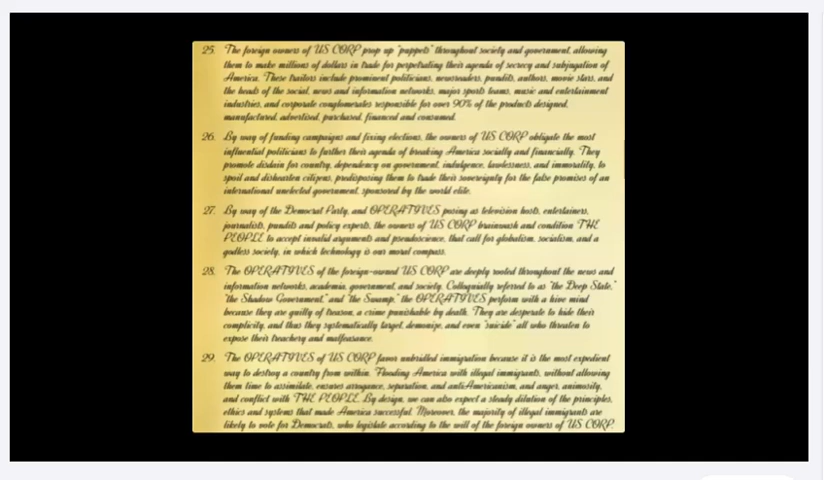 25. The foreign owners of US CORP prop up "puppets" throughout society and government, allowing
them to make millions of dollars in trade for perpetrating their agenda of secrecy and subjugation of
America. These traitors include prominent politicians, newsreaders, pundits, authors, movie stars, and
the heads of the social, news and information networks, major sports teams, music and entertainment
industries, and corporate conglomerates responsible for over 90% of the products designed,
manufactured, advertised, purchased, financed and consumed.
26. By way of funding campaigns and fixing elections, the owners of US CORP obligate the most
influential politicians to further their agenda of breaking America socially and financially. They
promote disdain for country, dependency on government, indulgence, lawlessness, and immorality, to
spoil and dishearten citizens, predisposing them to trade their sovereignty for the false promises of an
international unelected government, sponsored by the world elite.
27. By way of the Democrat Party, and OPERATIVES posing as television hosts, entertainers,
journalists, pundits and policy experts, the owners of US CORP brainwash and condition THE
PEOPLE to accept invalid arguments and pseudoscience, that call for globalism, socialism, and a
godless society, in which technology is our moral compass.
28. The OPERATIVES of the foreign-owned US CORP are deeply rooted throughout the news and
information networks, academia, government, and society. Colloquially referred to as "the Deep State,"
"the Shadow Government," and "the Swamp," the OPERATIVES perform with a hive mind
because they are guilty of treason, a crime punishable by death. They are desperate to hide their
complicity, and thus they systematically target, demonize, and even "suicide" all who threaten to
expose their treachery and malfeasance.
29. The OPERATIVES of US CORP favor unbridled immigration because it is the most expedient
way to destroy a country from within. Flooding America with illegal immigrants, without allowing
them time to assimilate, ensures arrogance, separation, and anti-Americanism, and anger, animosity,
and conflict with THE PEOPLE. By design, we can also expect a steady dilution of the principles,
ethics and systems that made America successful. Moreover, the majority of illegal immigrants are
likely to vote for Democrats, who legislate according to the will of the foreign owners of US CORP.